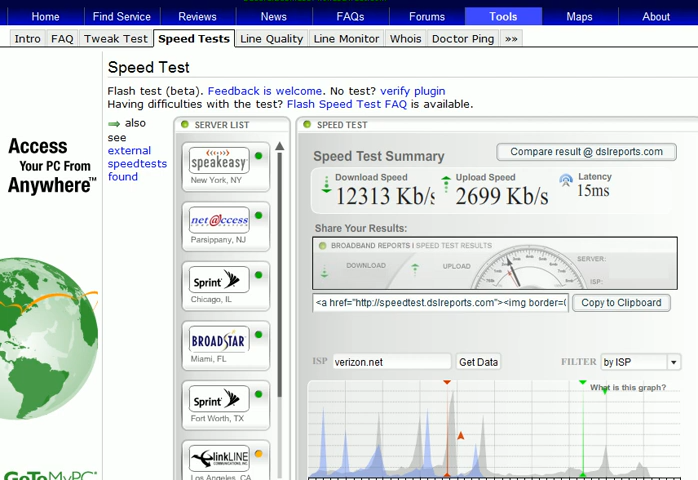 Home Find Service Reviews News FAQs Forums Tools Maps About
Intro FAQ Tweak Test Speed Tests Line Quality Line Monitor Whois Doctor Ping »»
Speed Test
Flash test (beta). Feedback is welcome. No test? verify plugin
Having difficulties with the test? Flash Speed Test FAQ is available.
also
see
external
speedtests
found
Access
Your PC From
Anywhere™
GoToMyPC
SERVER LIST
speakeasy
New York, NY
net@ccess
Parsippany, NJ
Sprint
Chicago, IL
BROADSTAR
Miami, FL
Sprint
Fort Worth, TX
linkLINE
Los Angeles, CA
SPEED TEST
Speed Test Summary
Compare result @ dslreports.com
Download Speed
12313 Kb/s
Upload Speed
2699 Kb/s
Latency
15ms
Share Your Results:
BROADBAND REPORTS | SPEED TEST RESULTS
DOWNLOAD UPLOAD
SERVER:
ISP:
<a href="http://speedtest.dslreports.com"><img border=
Copy to Clipboard
ISP verizon.net Get Data FILTER by ISP
What is this graph?